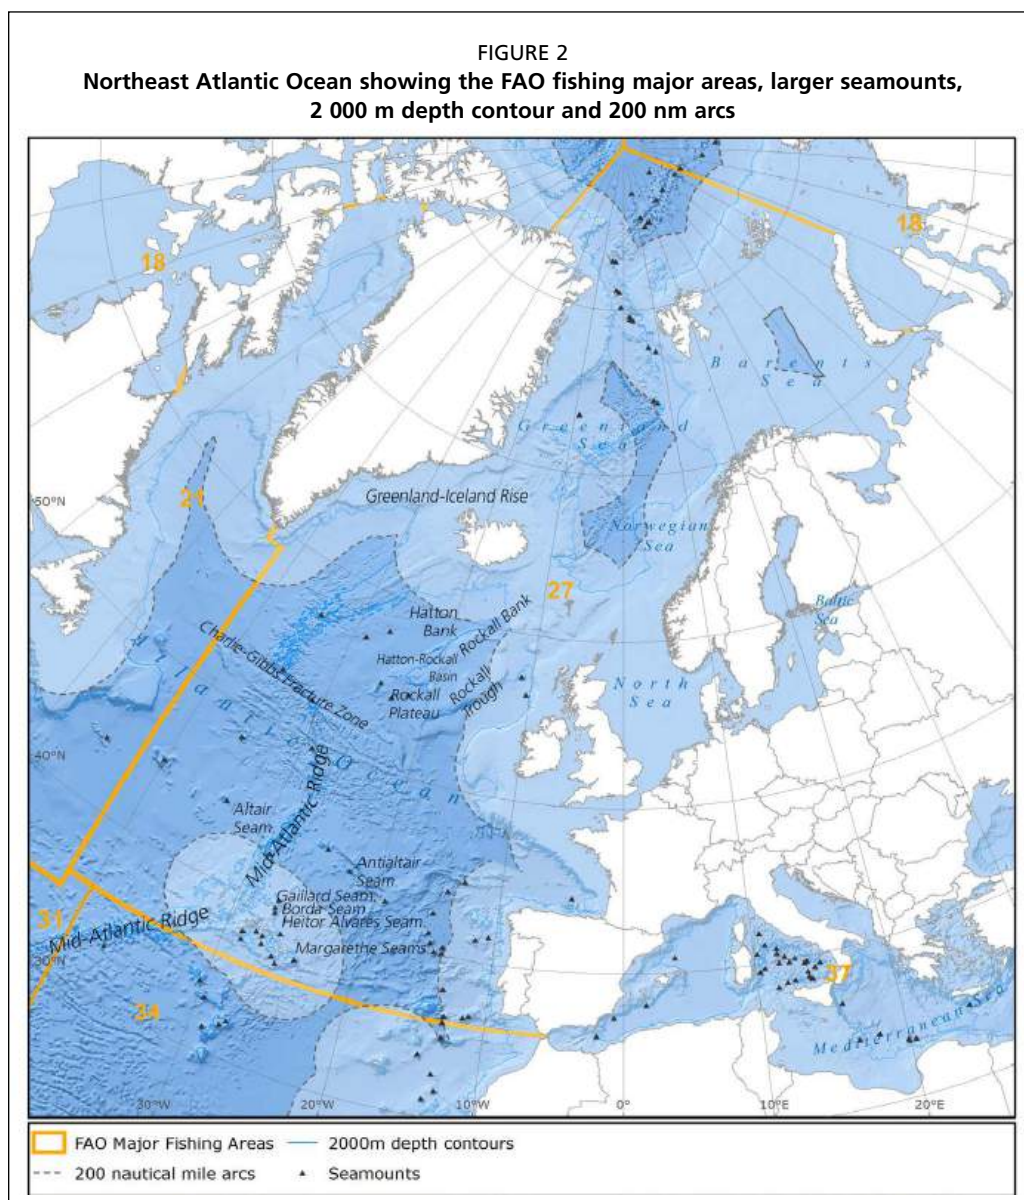 FIGURE 2
Northeast Atlantic Ocean showing the FAO fishing major areas, larger seamounts,
2 000 m depth contour and 200 nm arcs
18
18
Barents
Sea
Greenland
Sea
50°N
21
Greenland-Iceland Rise
Norwegian
Sea
27
Baltic
Sea
Hatton
Bank
Rockall Bank
Charlie-Gibbs Fracture Zone
Hatton-Rockall
Basin
Rockall
Trough
Rockall
Plateau
North
Sea
Atlantic Ocean
40°N
Mid-Atlantic Ridge
Altair
Seam.
Antialtair
Seam.
Gaillard Seam.
Borda Seam.
Heitor Alvares Seam.
Margarethe Seams.
31
Mid-Atlantic Ridge
30°N
34
37
Mediterranean Sea
30°W
20°W
10°W
0°
10°E
20°E
FAO Major Fishing Areas
2000m depth contours
200 nautical mile arcs
Seamounts